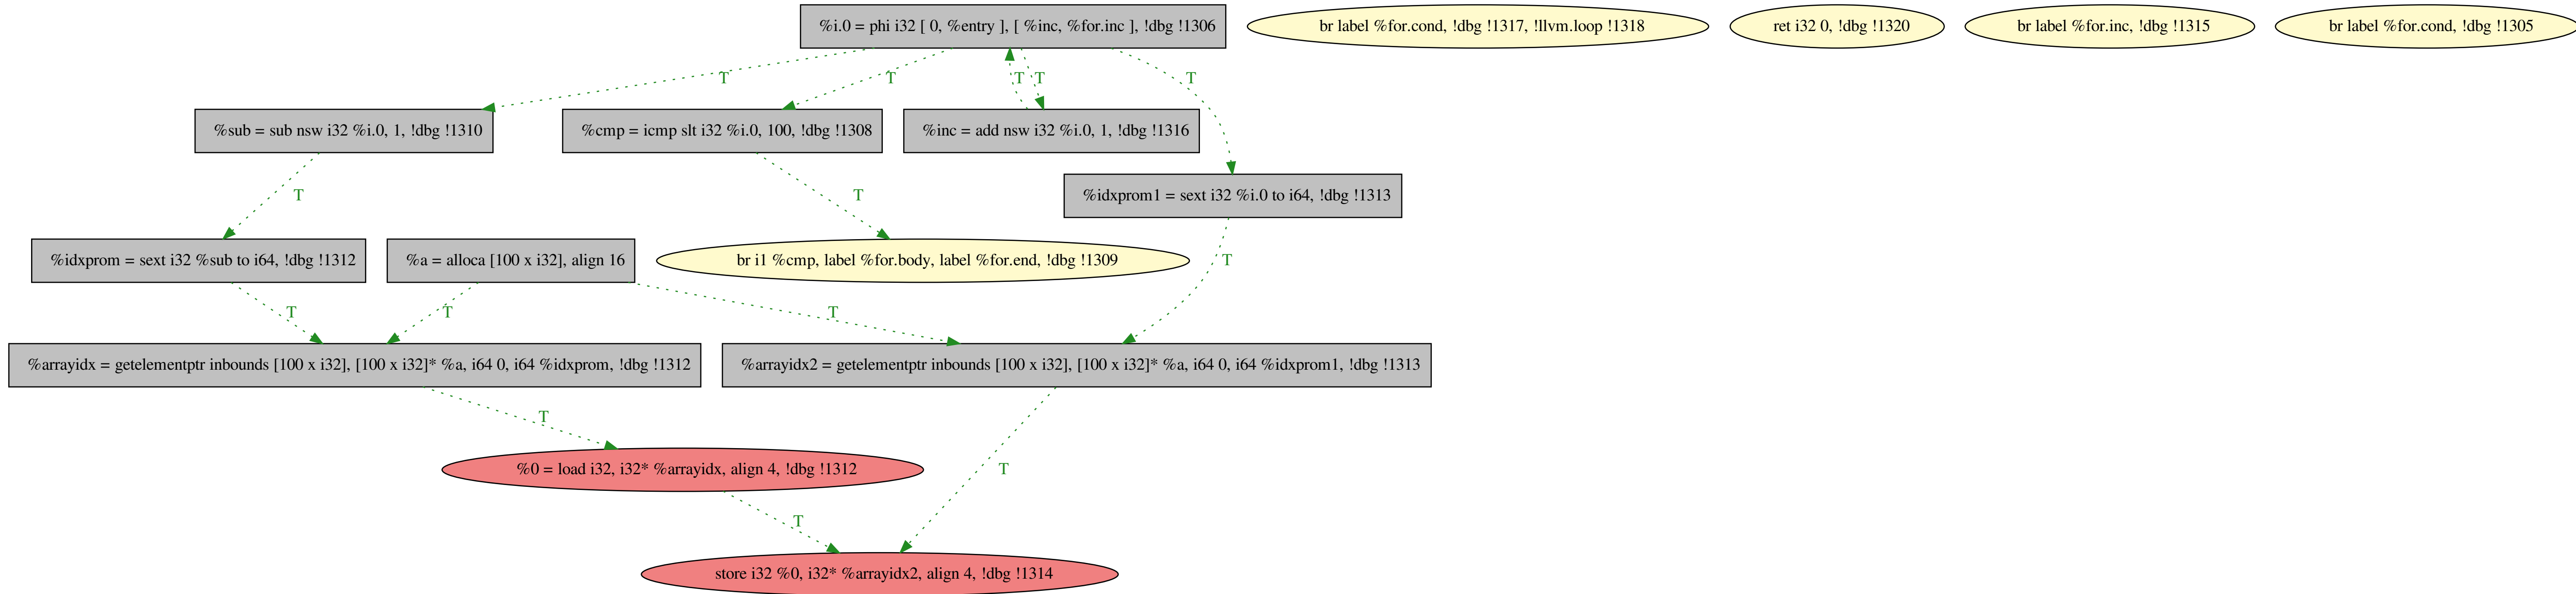 %i.0 = phi i32 [ 0, %entry ], [ %inc, %for.inc ], !dbg !1306
br label %for.cond, !dbg !1317, !llvm.loop !1318
ret i32 0, !dbg !1320
br label %for.inc, !dbg !1315
br label %for.cond, !dbg !1305
T
T
T
T
T
%sub = sub nsw i32 %i.0, 1, !dbg !1310
%cmp = icmp slt i32 %i.0, 100, !dbg !1308
%inc = add nsw i32 %i.0, 1, !dbg !1316
T
T
%idxprom1 = sext i32 %i.0 to i64, !dbg !1313
%idxprom = sext i32 %sub to i64, !dbg !1312
%a = alloca [100 x i32], align 16
br i1 %cmp, label %for.body, label %for.end, !dbg !1309
T
T
T
T
%arrayidx = getelementptr inbounds [100 x i32], [100 x i32]* %a, i64 0, i64 %idxprom, !dbg !1312
%arrayidx2 = getelementptr inbounds [100 x i32], [100 x i32]* %a, i64 0, i64 %idxprom1, !dbg !1313
T
%0 = load i32, i32* %arrayidx, align 4, !dbg !1312
T
T
store i32 %0, i32* %arrayidx2, align 4, !dbg !1314